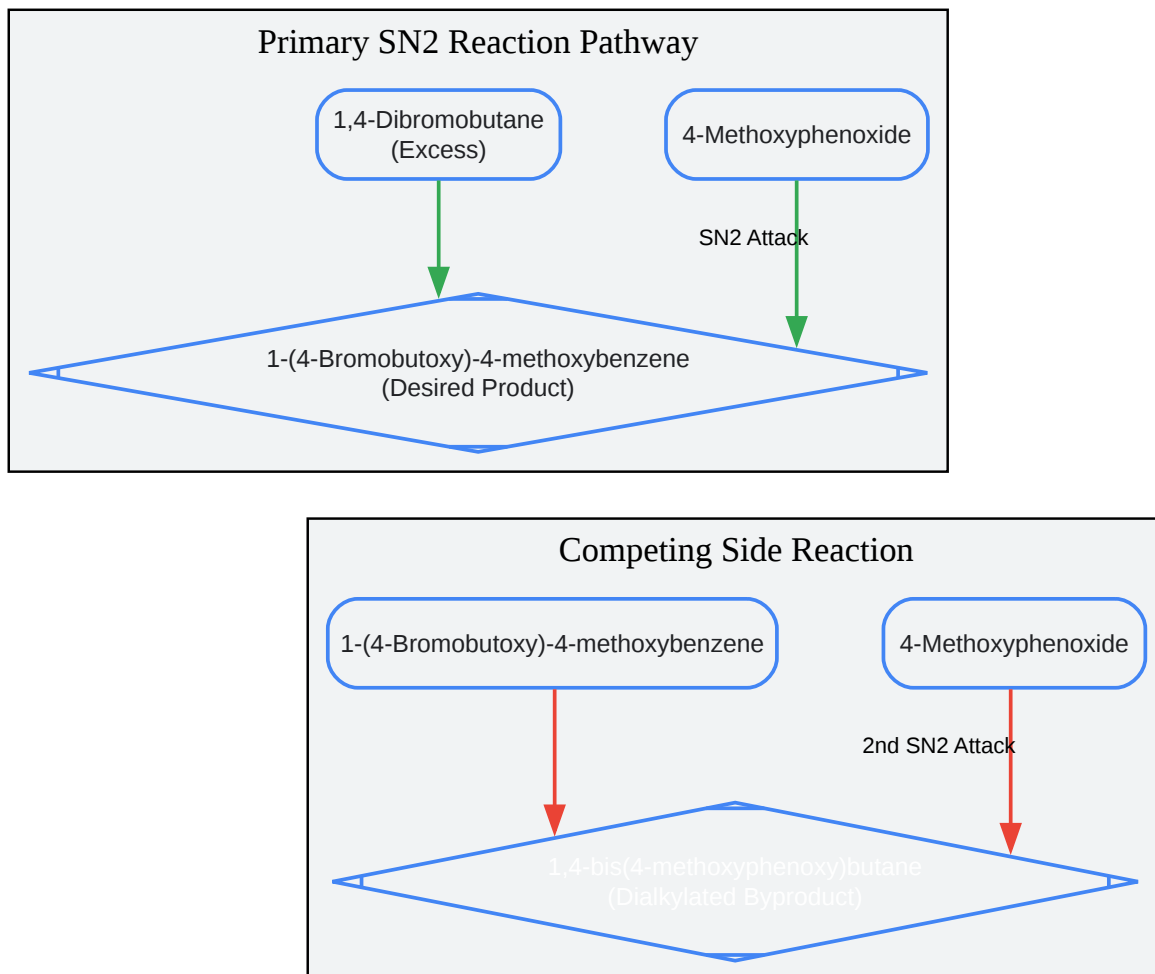 Primary SN2 Reaction Pathway
1,4-Dibromobutane
(Excess)
4-Methoxyphenoxide
SN2 Attack
1-(4-Bromobutoxy)-4-methoxybenzene
(Desired Product)
Competing Side Reaction
1-(4-Bromobutoxy)-4-methoxybenzene
4-Methoxyphenoxide
2nd SN2 Attack
1,4-bis(4-methoxyphenoxy)butane
(Dialkylated Byproduct)